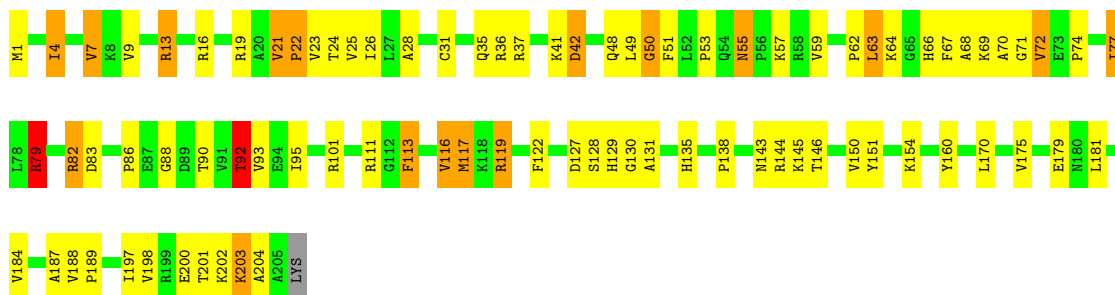 M1 I4 V7 K8 V9 R13 R16 R19 A20 V21 P22 V23 T24 V25 I26 L27 A28 C31 Q35 R36 R37 K41 D42 Q48 L49 G50 F51 L52 P53 Q54 N55 P56 K57 R58 V59 P62 L63 K64 G65 H66 F67 A68 K69 A70 G71 V72 E73 P74
L78 R79 R82 D83 P86 E87 G88 D89 T90 V91 T92 V93 E94 I95 R101 R111 G112 F113 V116 M117 K118 R119 F122 D127 S128 H129 G130 A131 H135 P138 N143 R144 K145 T146 V150 Y151 K154 Y160 L170 V175 E179 N180 L181
V184 A187 V188 P189 I197 V198 R199 E200 T201 K202 K203 A204 A205 LYS